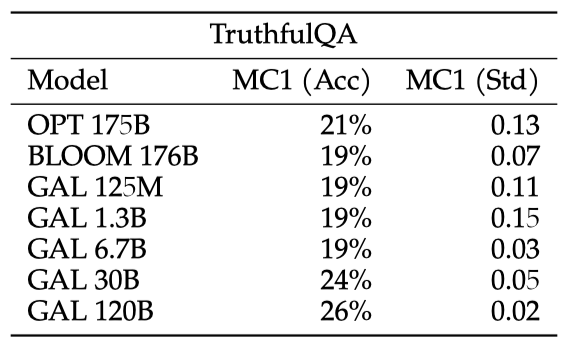 TruthfulQA
Model MC1 (Acc) MC1 (Std)
OPT 175B 21% 0.13
BLOOM 176B 19% 0.07
GAL 125M 19% 0.11
GAL 1.3B 19% 0.15
GAL 6.7B 19% 0.03
GAL 30B 24% 0.05
GAL 120B 26% 0.02